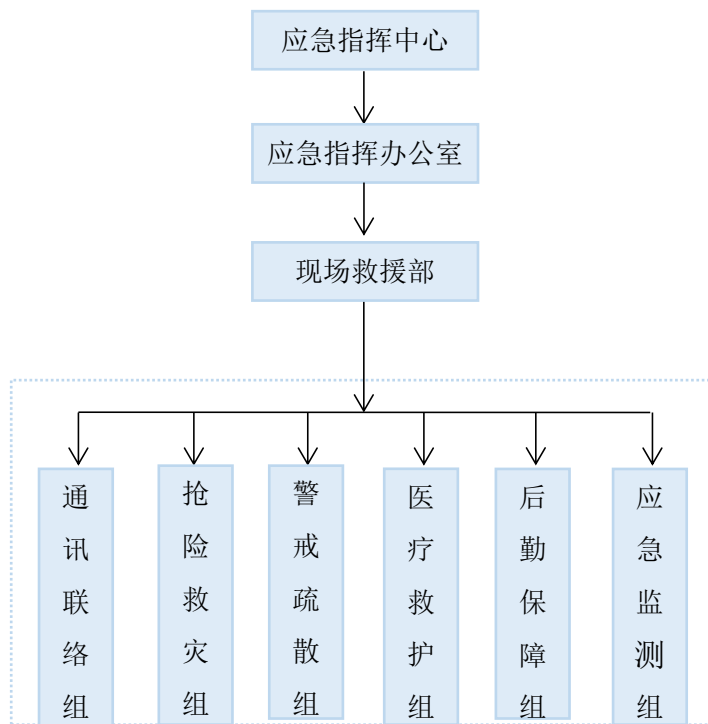 应急指挥中心
应急指挥办公室
现场救援部
通讯联络组
抢险救灾组
警戒疏散组
医疗救护组
后勤保障组
应急监测组